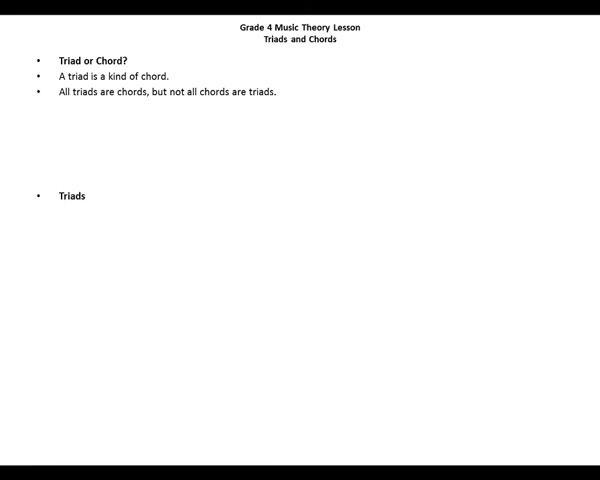 Grade 4 Music Theory Lesson
Triads and Chords
• Triad or Chord?
• A triad is a kind of chord.
• All triads are chords, but not all chords are triads.
• Triads